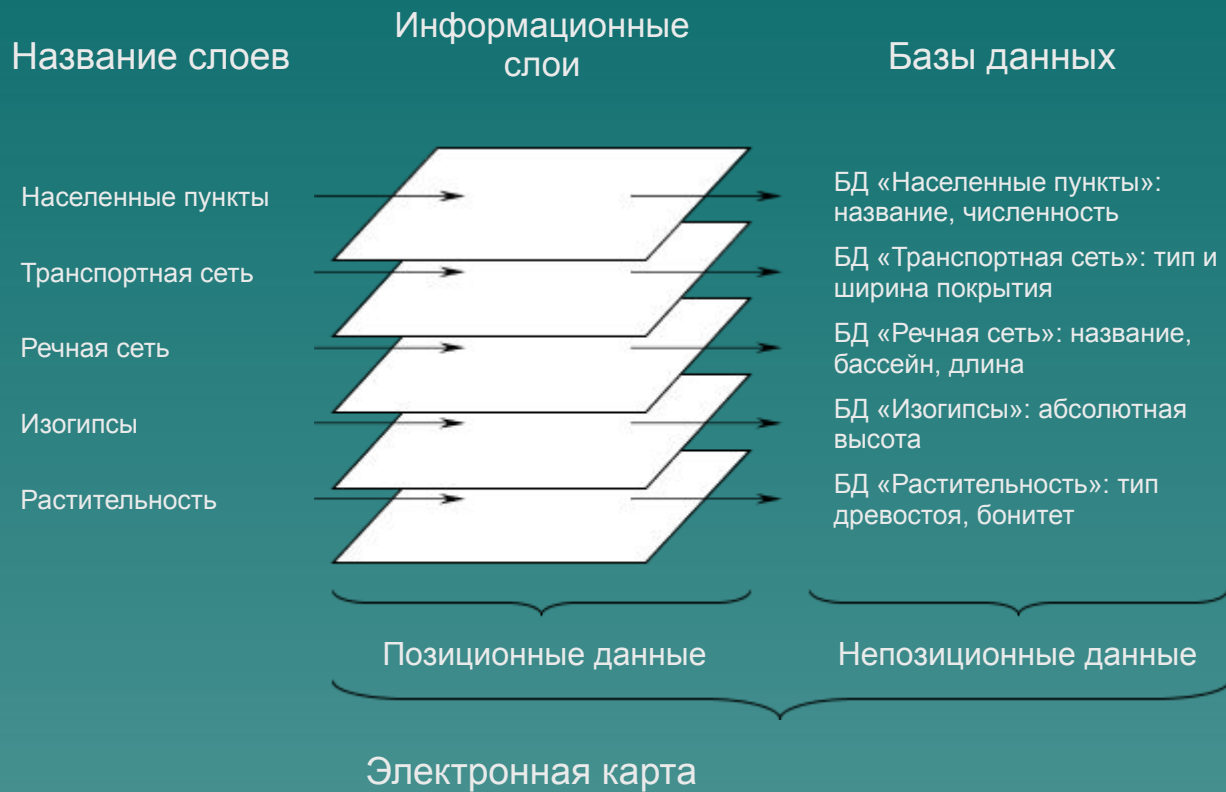 Название слоев
Информационные
слои
Базы данных
Населенные пункты
БД «Населенные пункты»:
название, численность
Транспортная сеть
БД «Транспортная сеть»: тип и
ширина покрытия
Речная сеть
БД «Речная сеть»: название,
бассейн, длина
Изогипсы
БД «Изогипсы»: абсолютная
высота
Растительность
БД «Растительность»: тип
древостоя, бонитет
Позиционные данные
Непозиционные данные
Электронная карта